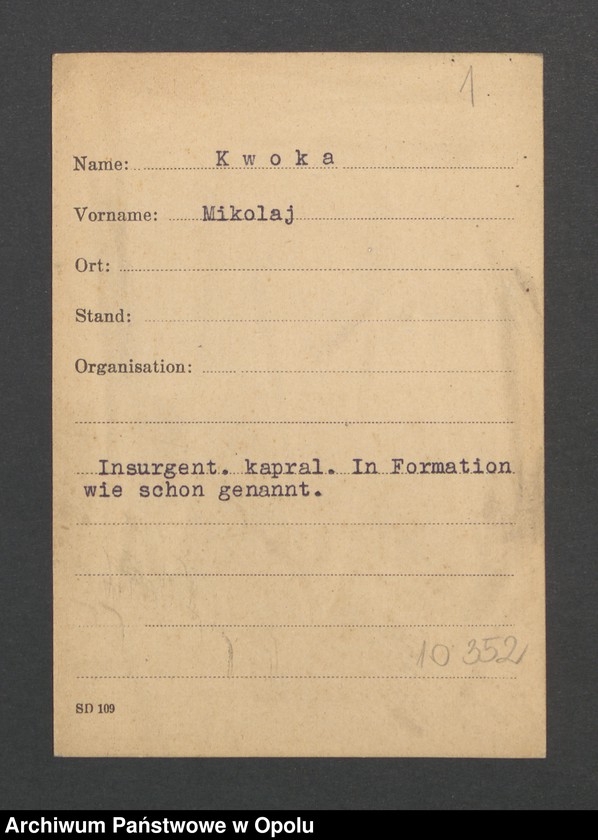 1
Name: K w o k a
Vorname: Mikolaj
Ort:
Stand:
Organisation:
Insurgent. kapral. In Formation
wie schon genannt.
10 352
SD 109
Archiwum Państwowe w Opolu